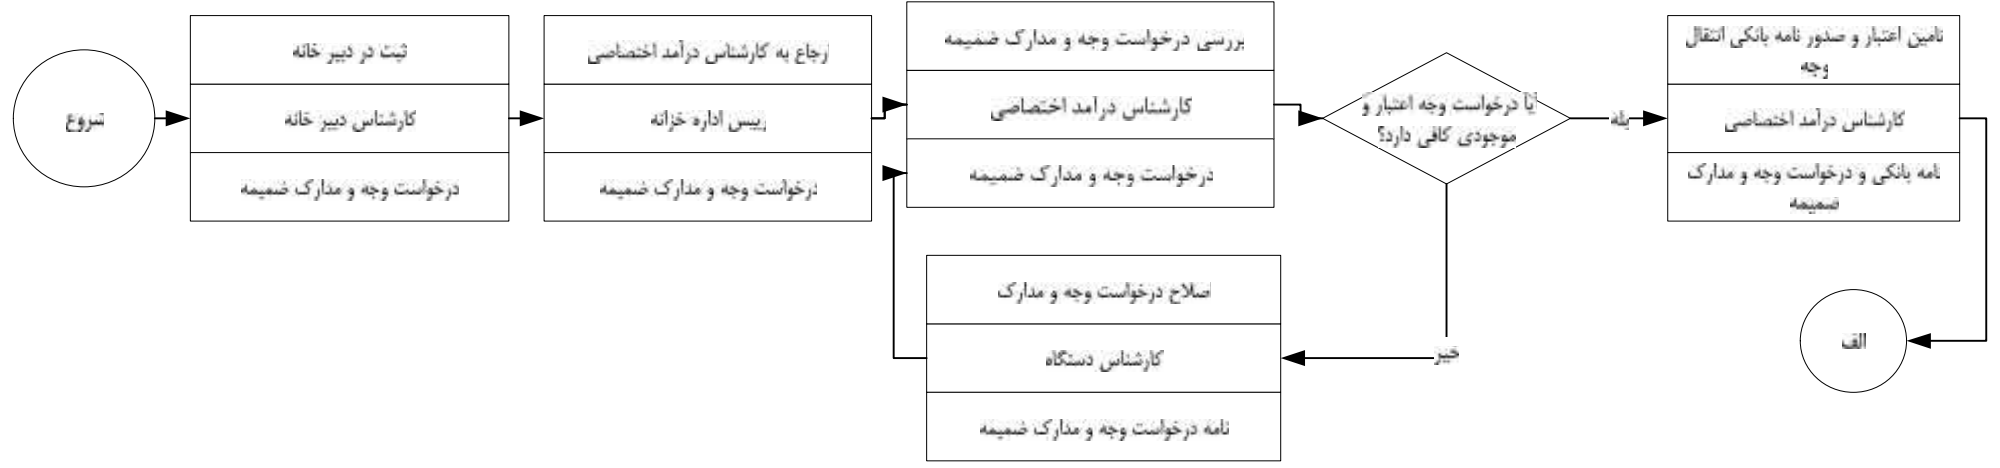 شروع
ثبت در دبیر خانه
کارشناس دبیر خانه
درخواست وجه و مدارک ضمیمه
ارجاع به کارشناس درآمد اختصاصی
رییس اداره خزانه
درخواست وجه و مدارک ضمیمه
بررسی درخواست وجه و مدارک ضمیمه
کارشناس درآمد اختصاصی
درخواست وجه و مدارک ضمیمه
آیا درخواست وجه اعتبار و
موجودی کافی دارد؟
بله
تامین اعتبار و صدور نامه بانکی انتقال
وجه
کارشناس درآمد اختصاصی
نامه بانکی و درخواست وجه و مدارک
ضمیمه
خیر
اصلاح درخواست وجه و مدارک
کارشناس دستگاه
نامه درخواست وجه و مدارک ضمیمه
الف